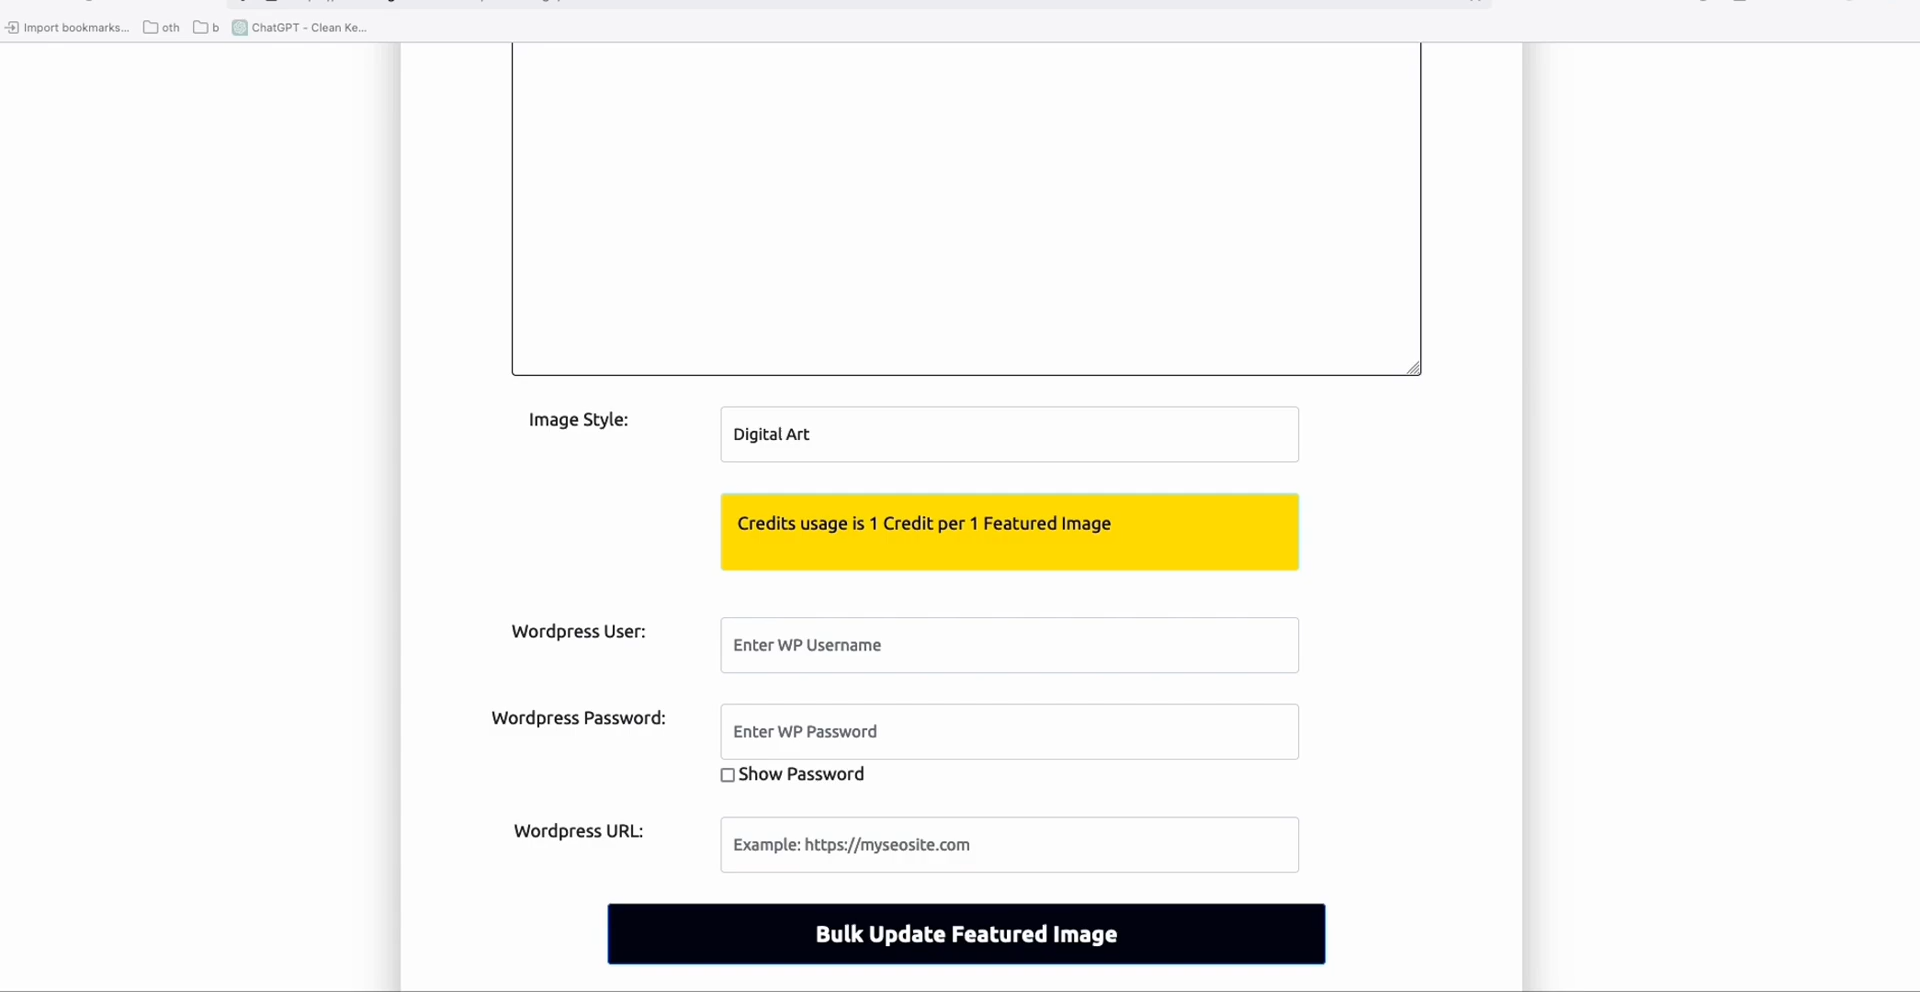 Import bookmarks... oth b ChatGPT - Clean Ke...
Image Style:
Digital Art
Credits usage is 1 Credit per 1 Featured Image
Wordpress User:
Enter WP Username
Wordpress Password:
Enter WP Password
Show Password
Wordpress URL:
Example: https://myseosite.com
Bulk Update Featured Image